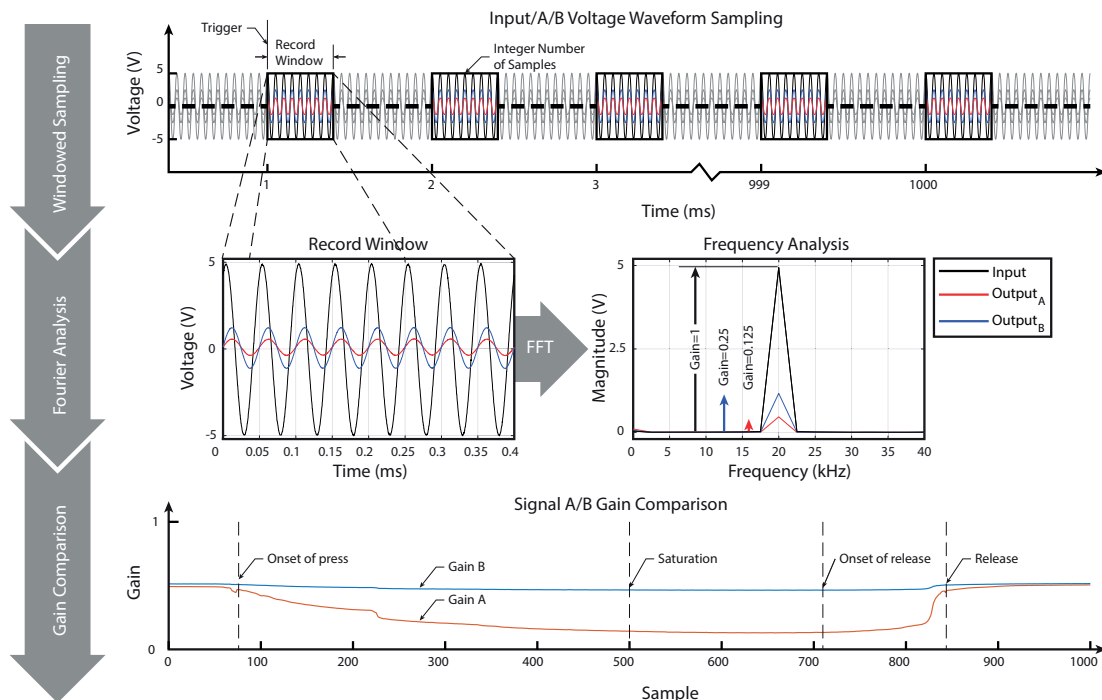 Windowed Sampling
Fourier Analysis
Gain Comparison
Input/A/B Voltage Waveform Sampling
Trigger
Record
Window
Integer Number
of Samples
Voltage (V)
5
0
-5
1
2
3
999
1000
Time (ms)
Record Window
Voltage (V)
5
0
-5
0
0.05
0.1
0.15
0.2
0.25
0.3
0.35
0.4
Time (ms)
FFT
Frequency Analysis
Magnitude (V)
5
2.5
0
Gain=1
Gain=0.25
Gain=0.125
0
5
10
15
20
25
30
35
40
Frequency (kHz)
Input
OutputA
OutputB
Signal A/B Gain Comparison
Gain
1
0
Onset of press
Gain B
Gain A
Saturation
Onset of release
Release
0
100
200
300
400
500
600
700
800
900
1000
Sample